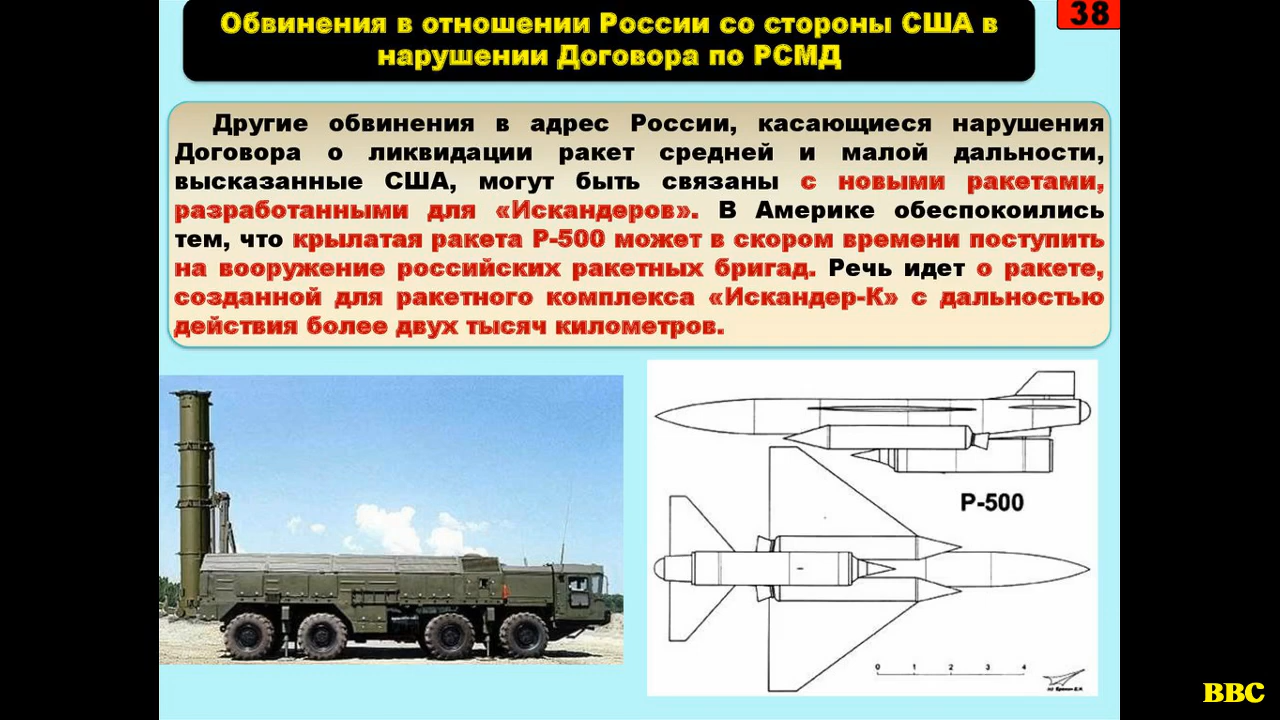 Обвинения в отношении России со стороны США в
нарушении Договора по РСМД
38
Другие обвинения в адрес России, касающиеся нарушения
Договора о ликвидации ракет средней и малой дальности,
высказанные США, могут быть связаны с новыми ракетами,
разработанными для «Искандеров». В Америке обеспокоились
тем, что крылатая ракета Р-500 может в скором времени поступить
на вооружение российских ракетных бригад. Речь идет о ракете,
созданной для ракетного комплекса «Искандер-К» с дальностью
действия более двух тысяч километров.
Р-500
0 1 2 3 4
BBC